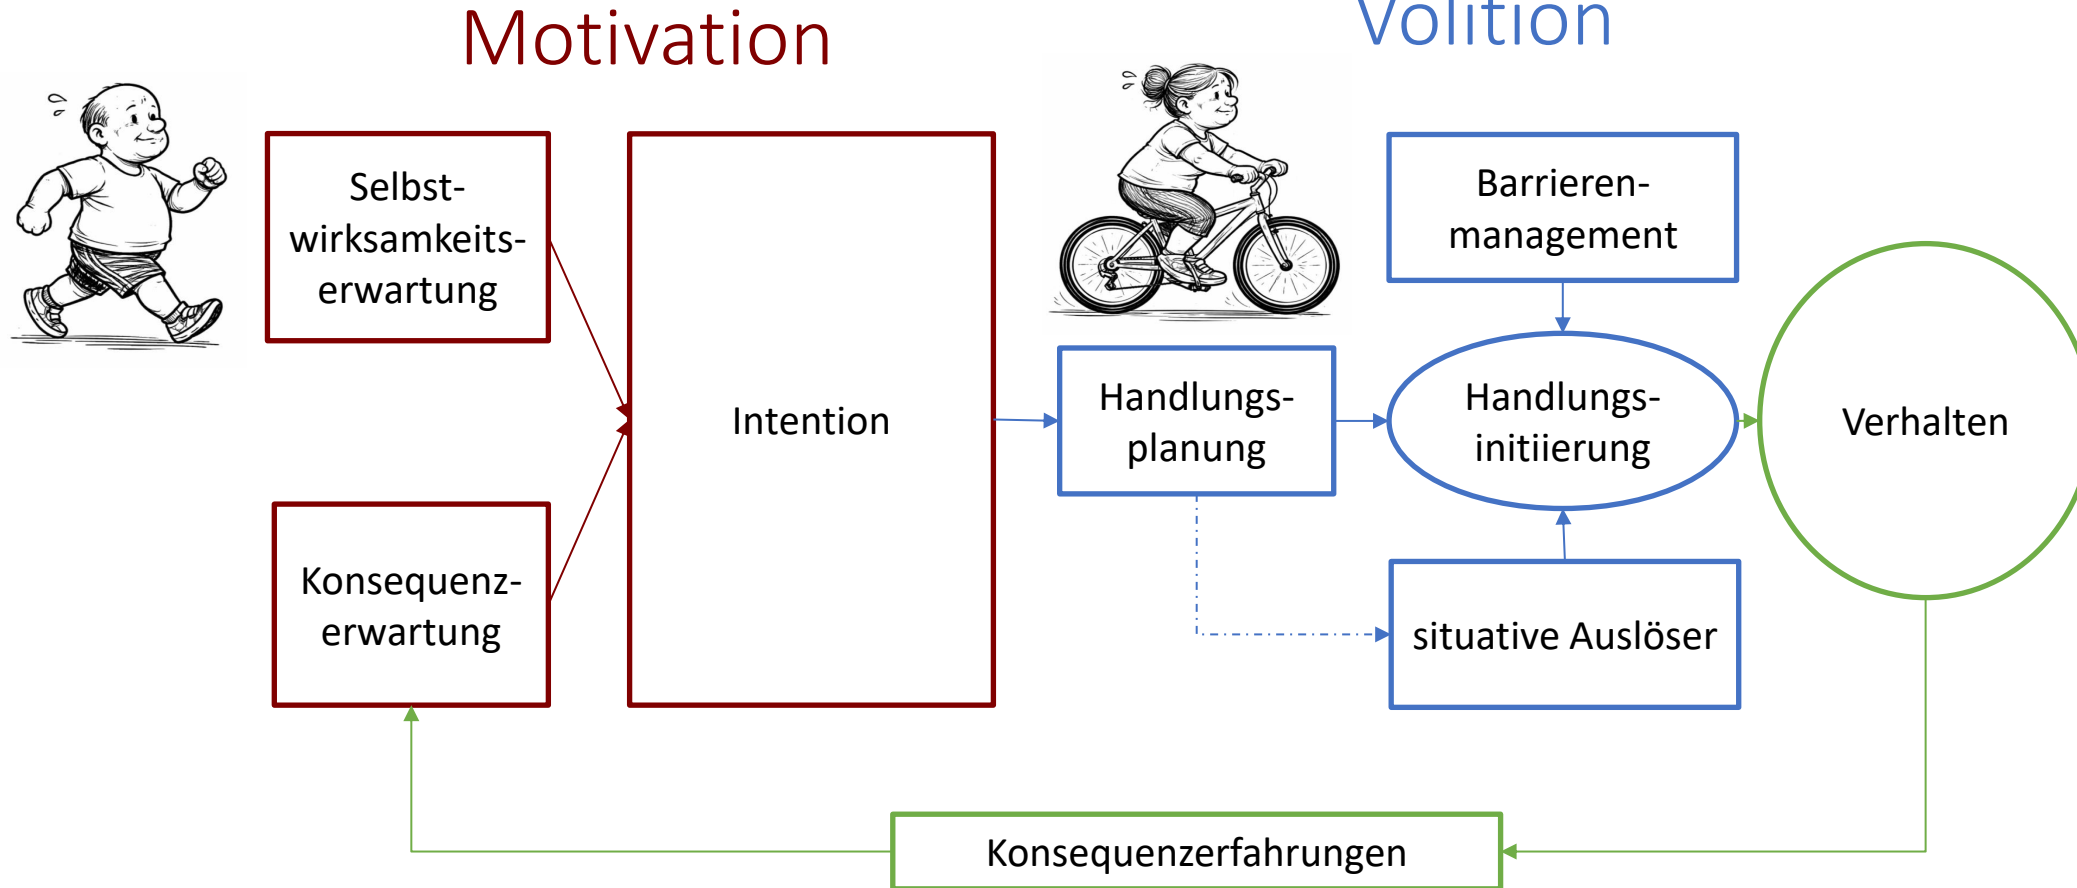 Motivation
Volition
Selbst-
wirksamkeits-
erwartung
Konsequenz-
erwartung
Intention
Handlungs-
planung
Barrieren-
management
Handlungs-
initiierung
situative Auslöser
Verhalten
Konsequenzerfahrungen